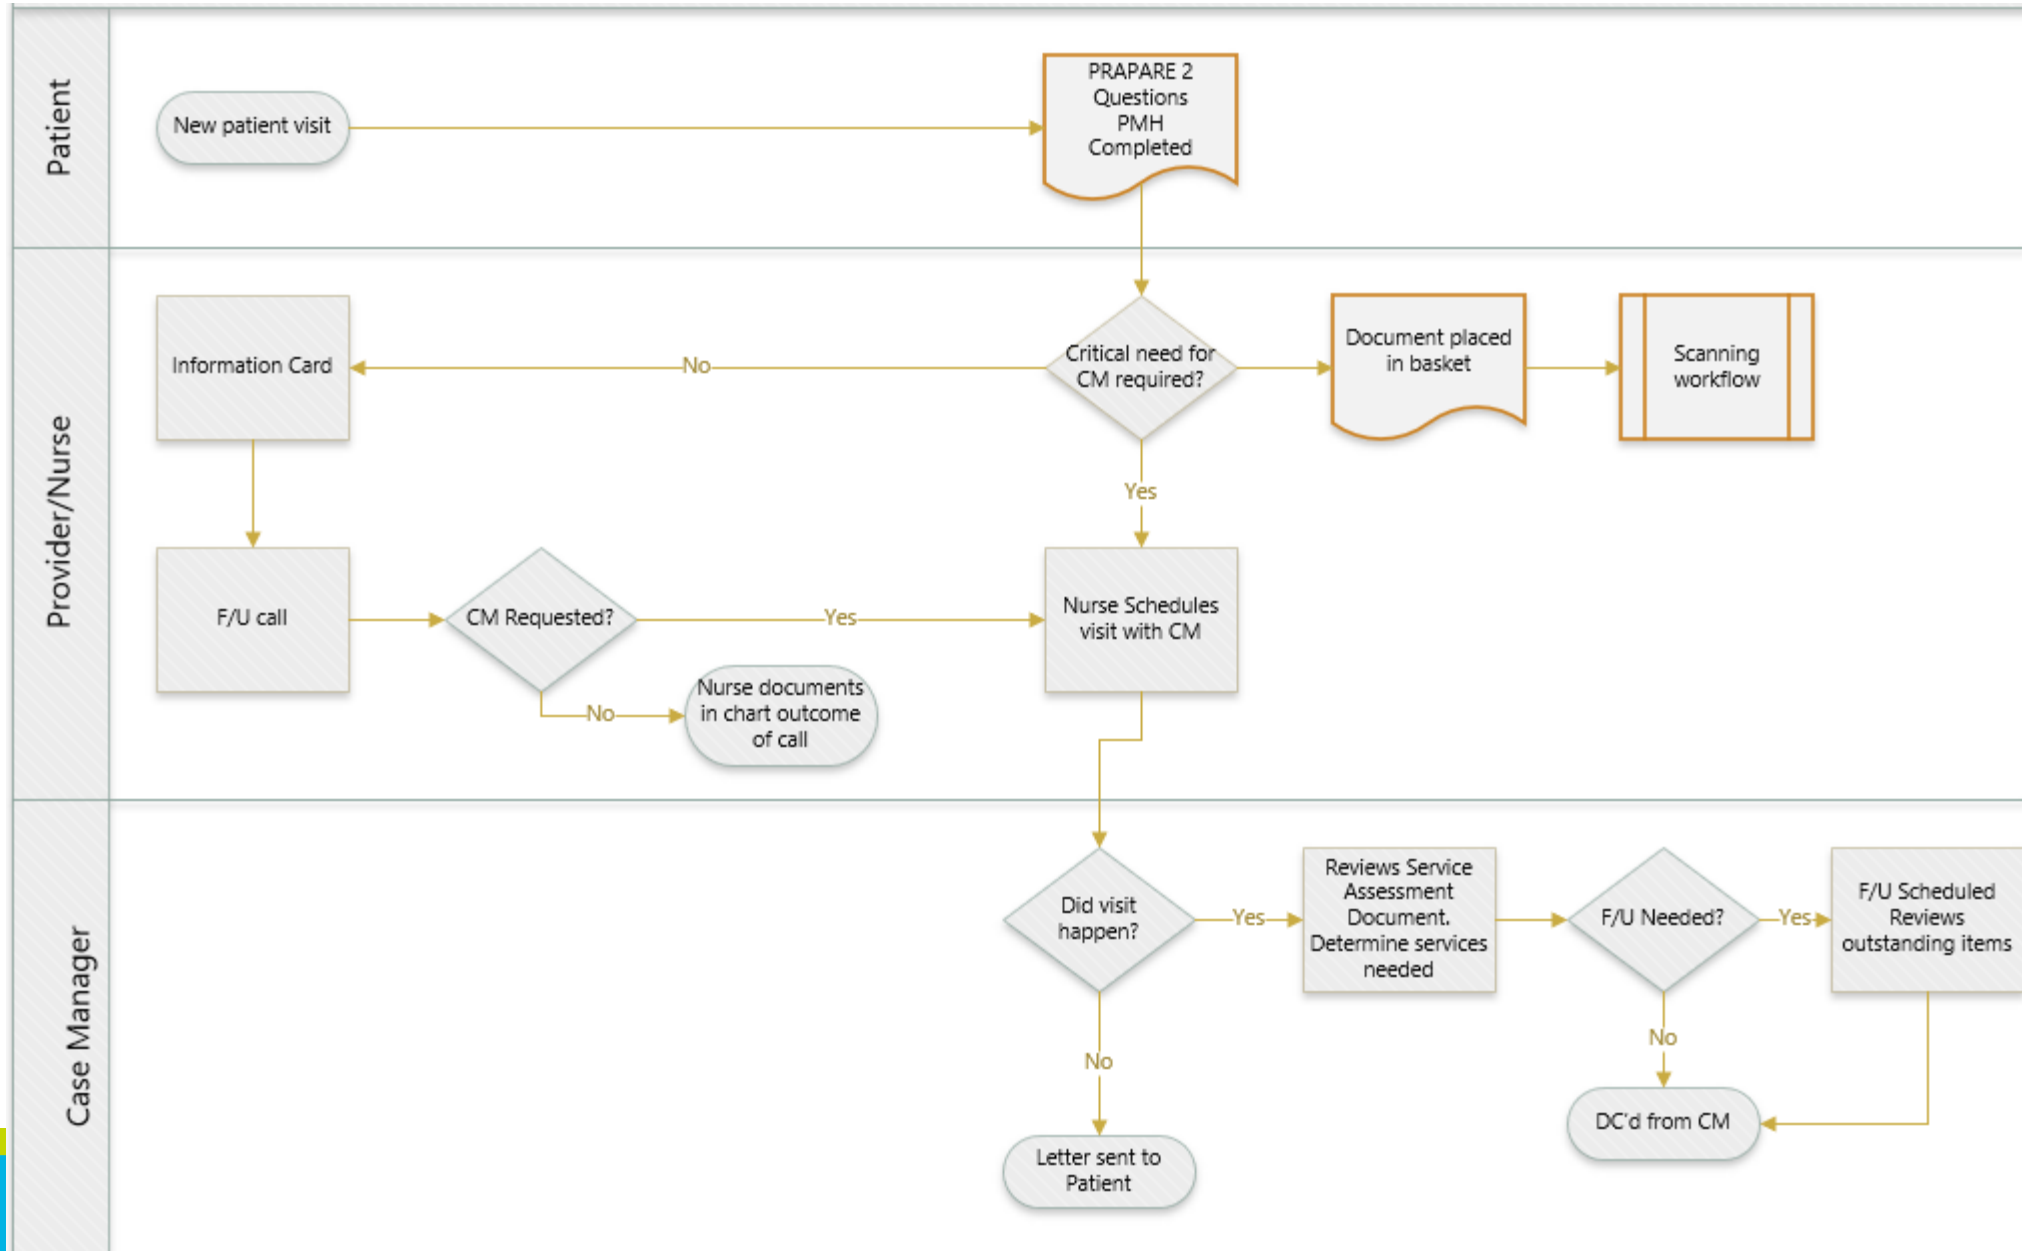 Patient
New patient visit
PRAPARE 2
Questions
PMH
Completed
Provider/Nurse
Information Card
No
Critical need for
CM required?
Document placed
in basket
Scanning
workflow
Yes
F/U call
CM Requested?
Yes
Nurse Schedules
visit with CM
No
Nurse documents
in chart outcome
of call
Case Manager
Did visit
happen?
Yes
Reviews Service
Assessment
Document.
Determine services
needed
F/U Needed?
Yes
F/U Scheduled
Reviews
outstanding items
No
No
DC'd from CM
Letter sent to
Patient